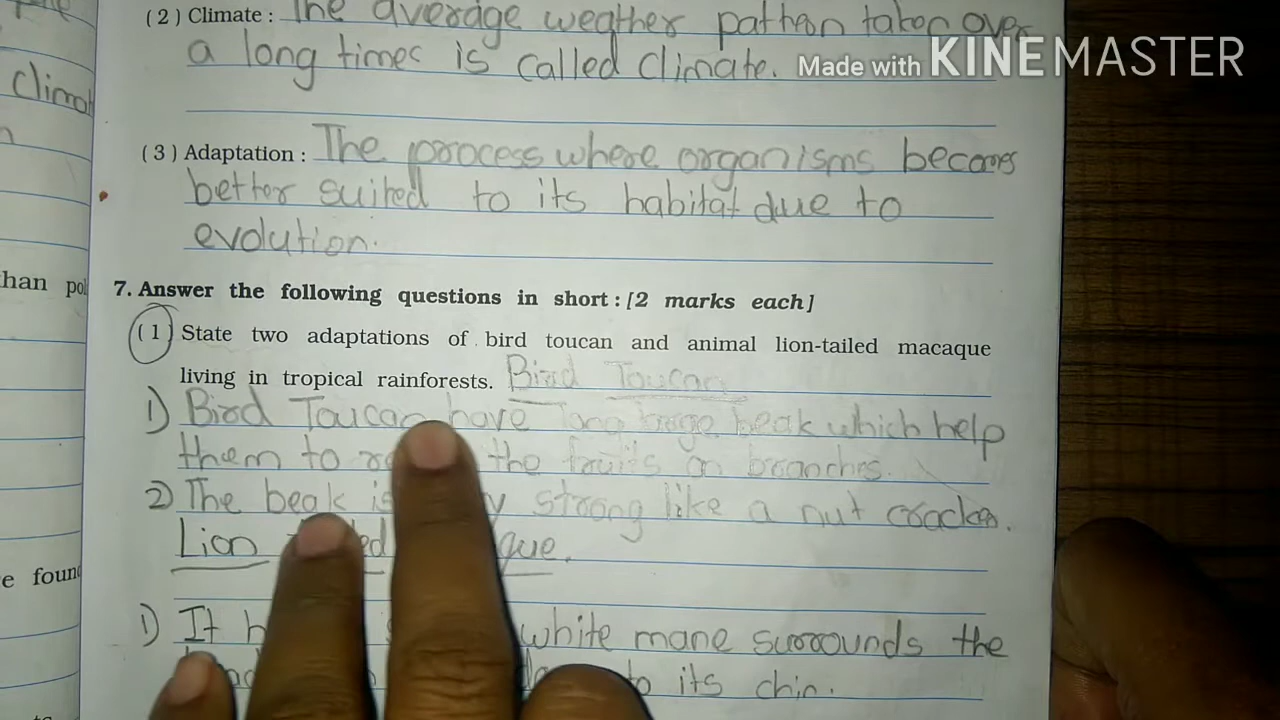 (2) Climate : The average weather pattern taken over
a long times is called climate.
Made with KINEMASTER
climat
(3) Adaptation : The process where organisms becomes
better suited to its habitat due to
evolution.
han pol
7. Answer the following questions in short : [2 marks each]
(1) State two adaptations of bird toucan and animal lion-tailed macaque
living in tropical rainforests. Bird Toucan
1) Bird Toucan have long huge beak which help
them to the fruits on branches.
2) The beak is strong like a nut cracker.
Lion
e found
1) It white mane surrounds the
to its chin.